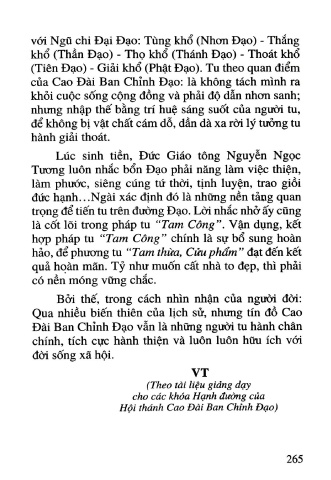 với Ngũ chi Đại Đạo: Tùng khổ (Nhơn Đạo) - Thắng
khổ (Thần Đạo) - Thọ khổ (Thánh Đạo) - Thoát khổ
(Tiên Đạo) - Giải khổ (Phật Đạo). Tu theo quan điểm
của Cao Đài Ban Chỉnh Đạo: là không tách mình ra
khỏi cuộc sống cộng đồng và phải độ dẫn nhơn sanh;
nhưng nhập thế bằng trí huệ sáng suốt của người tu,
để không bị vật chất cám dỗ, dần dà xa rời lý tưởng tu
hành giải thoát.
Lúc sinh tiền, Đức Giáo tông Nguyễn Ngọc
Tương luôn nhắc bổn Đạo phải năng làm việc thiện,
làm phước, siêng cúng tứ thời, tịnh luyện, trao giồi
đức hạnh…Ngài xác định đó là những nền tảng quan
trọng để tiến tu trên đường Đạo. Lời nhắc nhở ấy cũng
là cốt lõi trong pháp tu "Tam Công". Vận dụng, kết
hợp pháp tu "Tam Công" chính là sự bổ sung hoàn
hảo, để phương tu "Tam thừa, Cửu phẩm" đạt đến kết
quả hoàn mãn. Tỷ như muốn cất nhà to đẹp, thì phải
có nền móng vững chắc.
Bởi thế, trong cách nhìn nhận của người đời:
Qua nhiều biến thiên của lịch sử, nhưng tín đồ Cao
Đài Ban Chỉnh Đạo vẫn là những người tu hành chân
chính, tích cực hành thiện và luôn luôn hữu ích với
đời sống xã hội.
VT
(Theo tài liệu giảng dạy
cho các khóa Hạnh đường của
Hội thánh Cao Đài Ban Chỉnh Đạo)
265